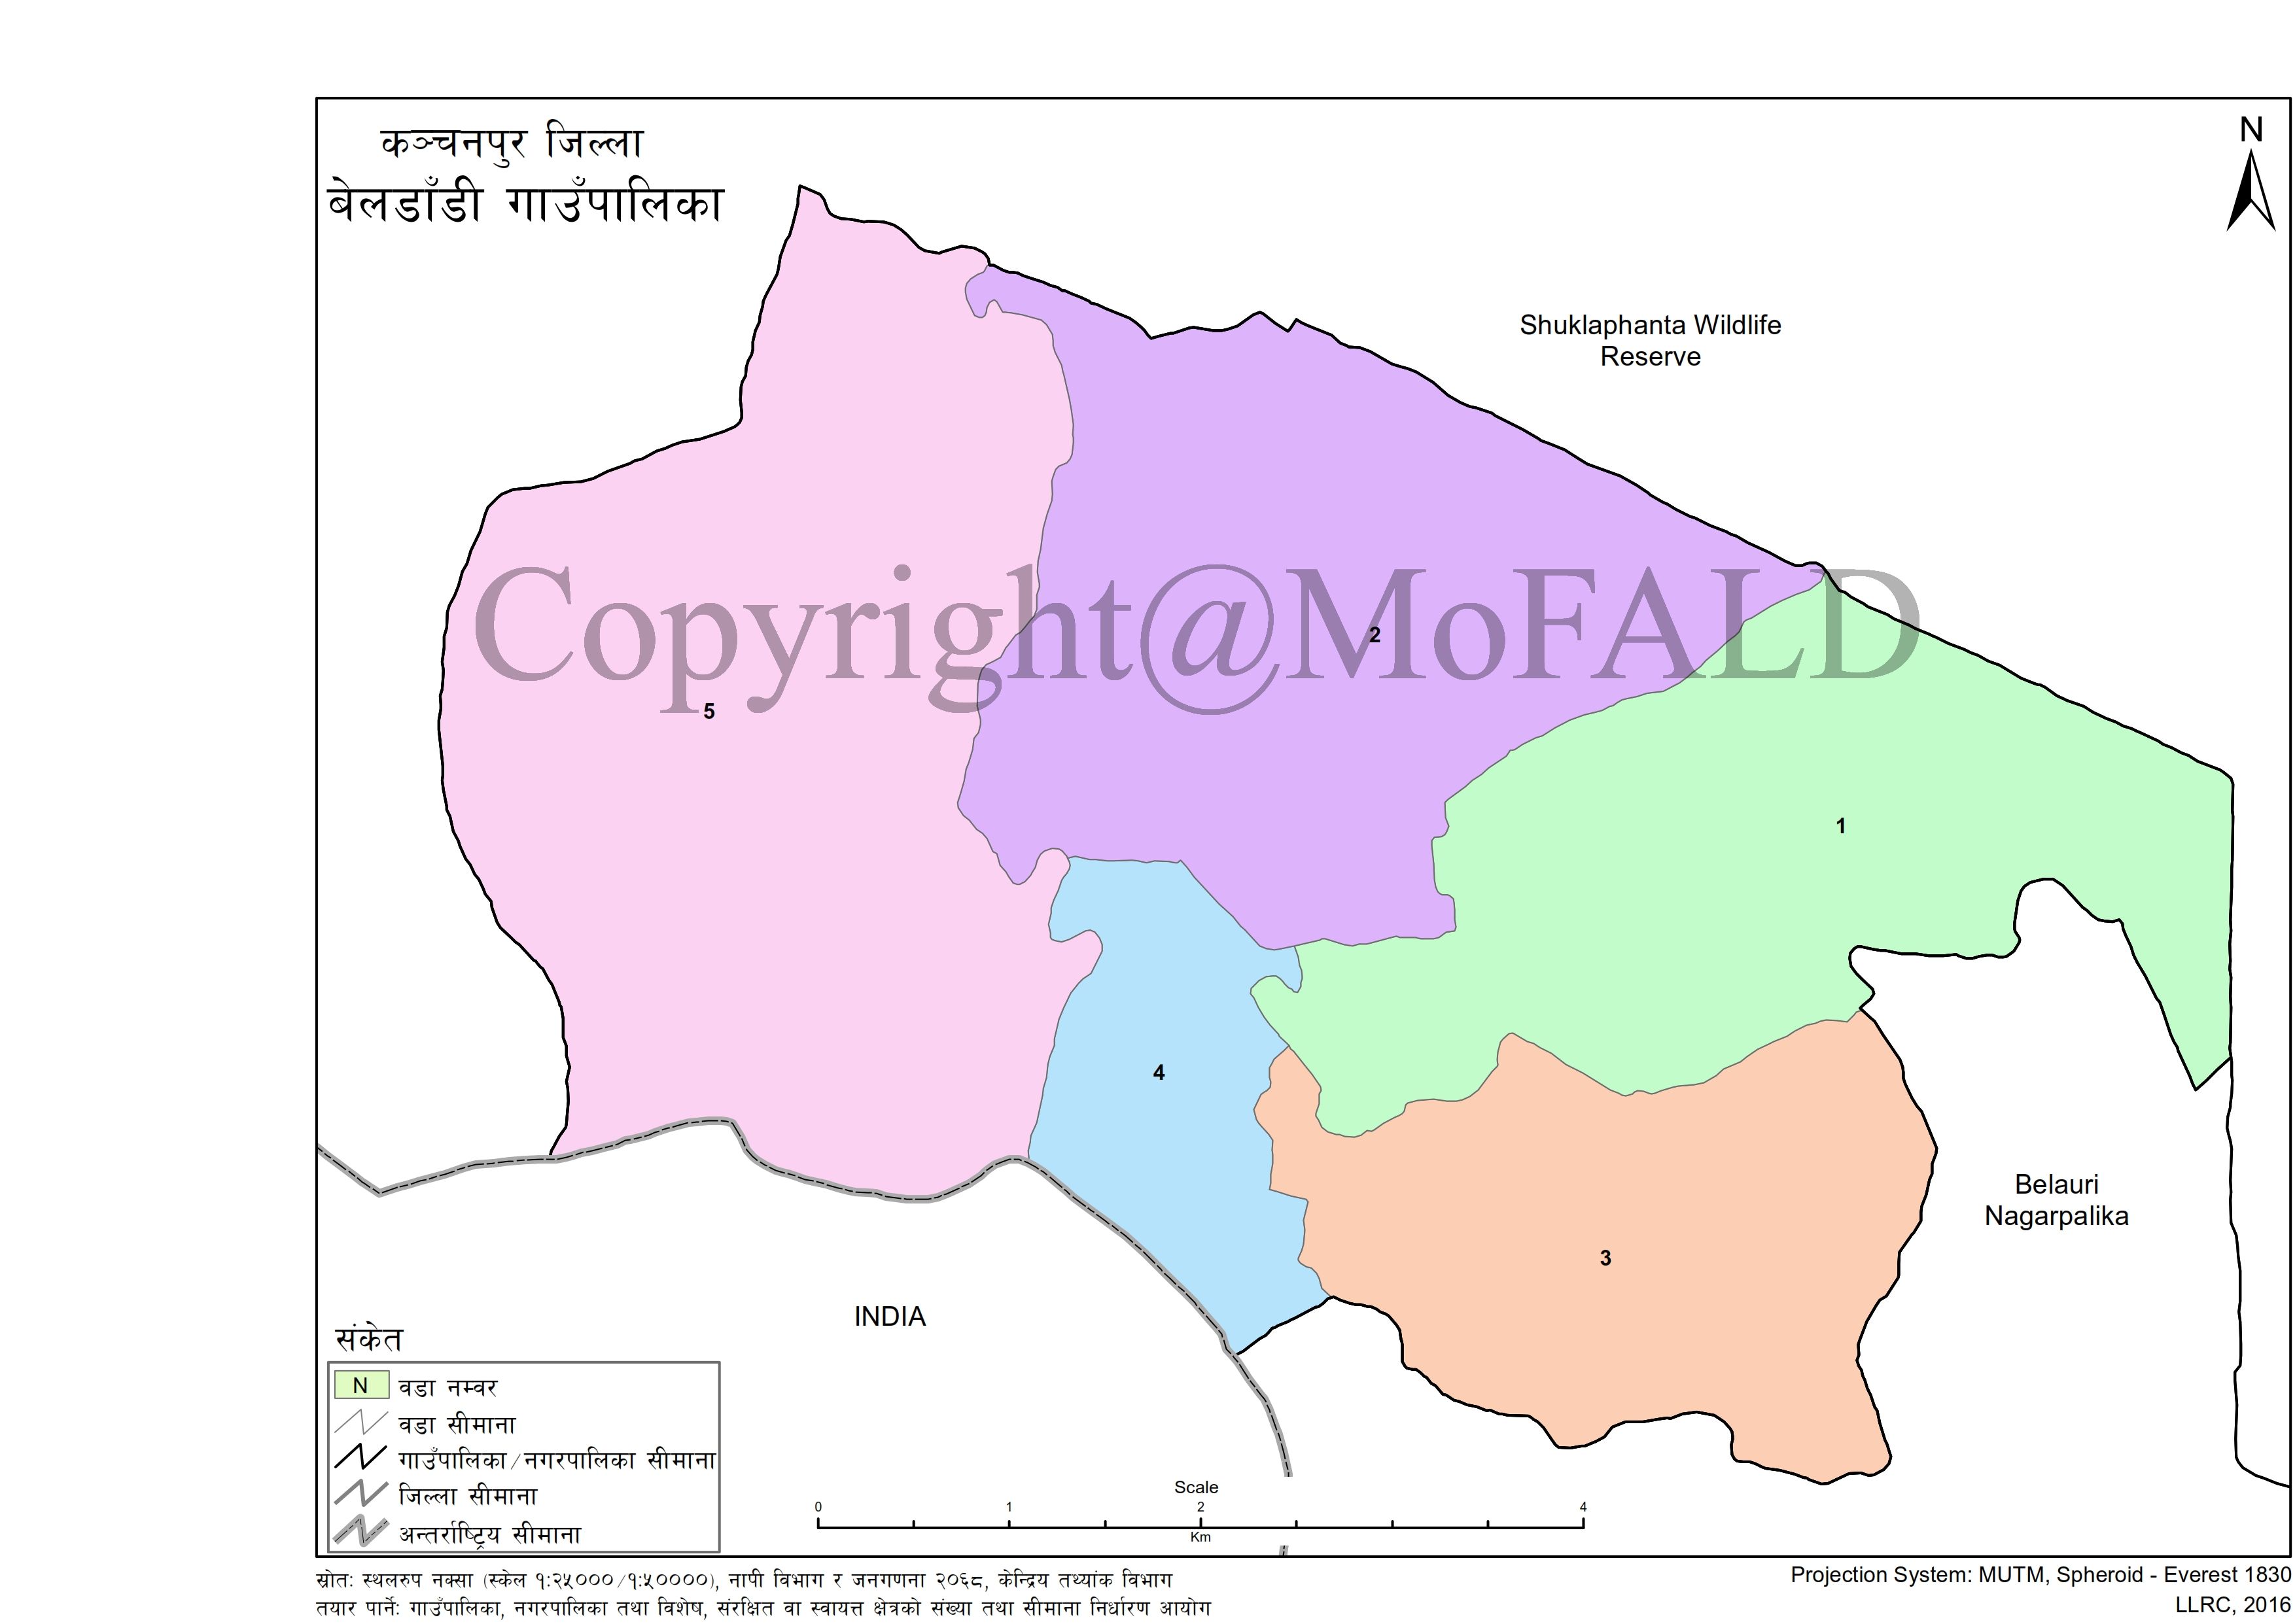 कञ्चनपुर जिल्ला
बेलडाँडी गाउँपालिका
N
Shuklaphanta Wildlife
Reserve
Copyright@MoFALD
2
5
1
4
3
Belauri
Nagarpalika
INDIA
संकेत
N वडा नम्वर
वडा सीमाना
गाउँपालिका/नगरपालिका सीमाना
जिल्ला सीमाना
अन्तर्राष्ट्रिय सीमाना
Scale
0 1 2 4
Km
स्रोतः स्थलरुप नक्सा (स्केल १:२५०००/१:५००००), नापी विभाग र जनगणना २०६८, केन्द्रिय तथ्यांक विभाग
तयार पार्नेः गाउँपालिका, नगरपालिका तथा विशेष, संरक्षित वा स्वायत्त क्षेत्रको संख्या तथा सीमाना निर्धारण आयोग
Projection System: MUTM, Spheroid - Everest 1830
LLRC, 2016